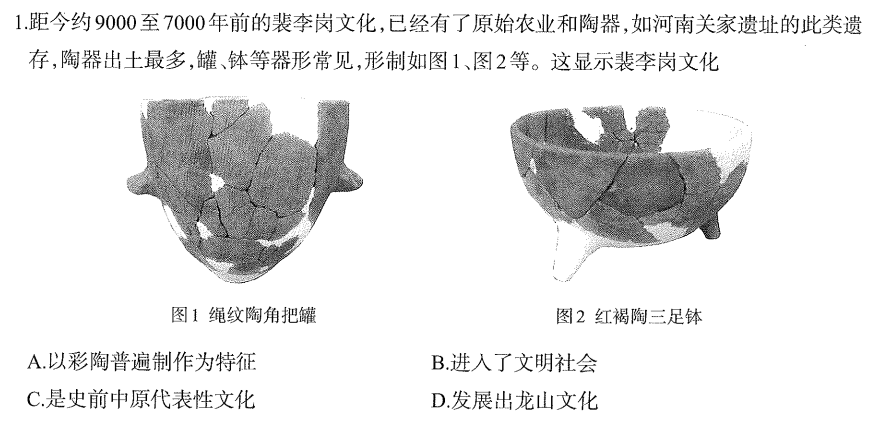 1.距今约9000至7000年前的裴李岗文化,已经有了原始农业和陶器,如河南关家遗址的此类遗
存,陶器出土最多,罐、钵等器形常见,形制如图1、图2等。这显示裴李岗文化
图1 绳纹陶角把罐
图2 红褐陶三足钵
A.以彩陶普遍制作为特征
B.进入了文明社会
C.是史前中原代表性文化
D.发展出龙山文化